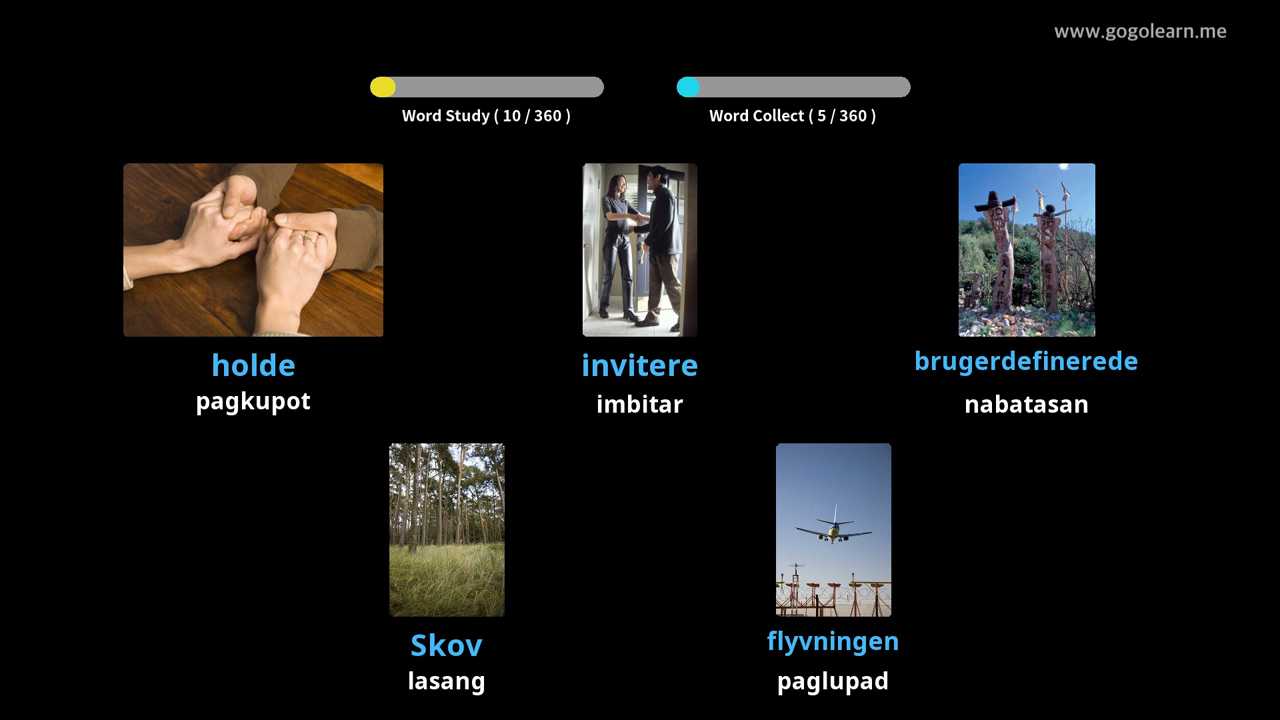 www.gogolearn.me
Word Study ( 10 / 360 )
Word Collect ( 5 / 360 )
holde
pagkupot
invitere
imbitar
brugerdefinerede
nabatasan
Skov
lasang
flyvningen
paglupad